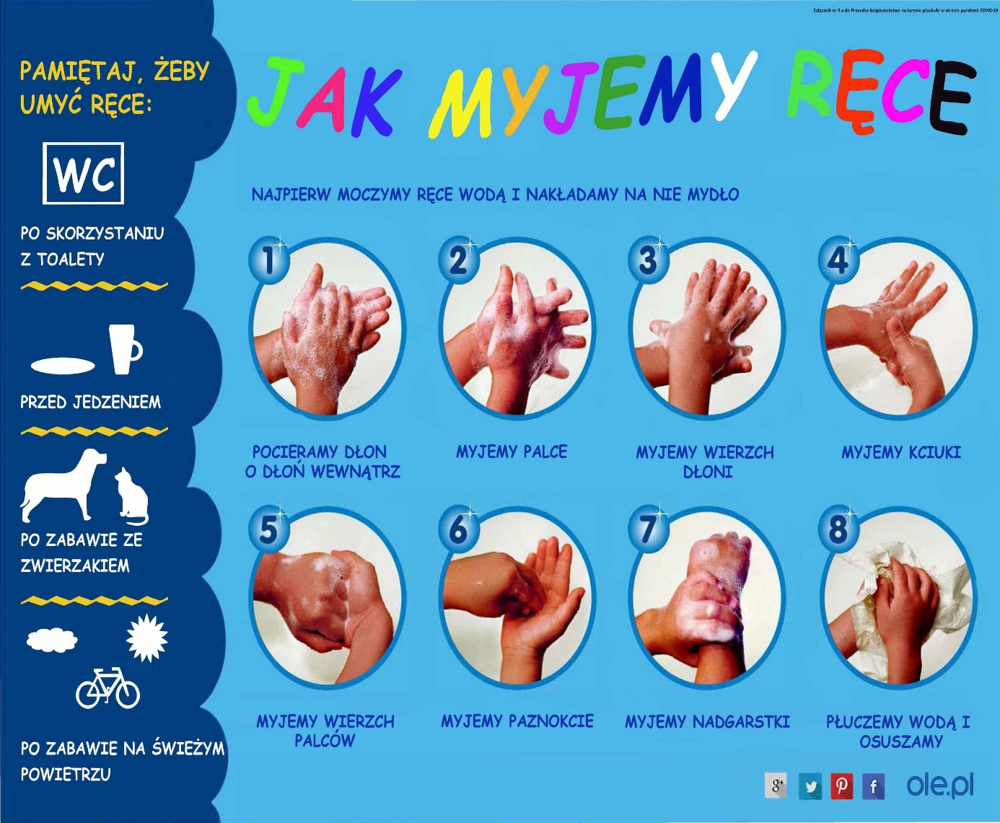 Załącznik nr 5 a do Procedur bezpieczeństwa na terenie placówki w okresie pandemii COVID-19
JAK MYJEMY RĘCE
PAMIĘTAJ, ŻEBY
UMYĆ RĘCE:
WC
PO SKORZYSTANIU
Z TOALETY
PRZED JEDZENIEM
PO ZABAWIE ZE
ZWIERZAKIEM
PO ZABAWIE NA ŚWIEŻYM
POWIETRZU
NAJPIERW MOCZYMY RĘCE WODĄ I NAKŁADAMY NA NIE MYDŁO
1
POCIERAMY DŁON
O DŁOŃ WEWNĄTRZ
2
MYJEMY PALCE
3
MYJEMY WIERZCH
DŁONI
4
MYJEMY KCIUKI
5
MYJEMY WIERZCH
PALCÓW
6
MYJEMY PAZNOKCIE
7
MYJEMY NADGARSTKI
8
PŁUCZEMY WODĄ I
OSUSZAMY
g+
f
ole.pl